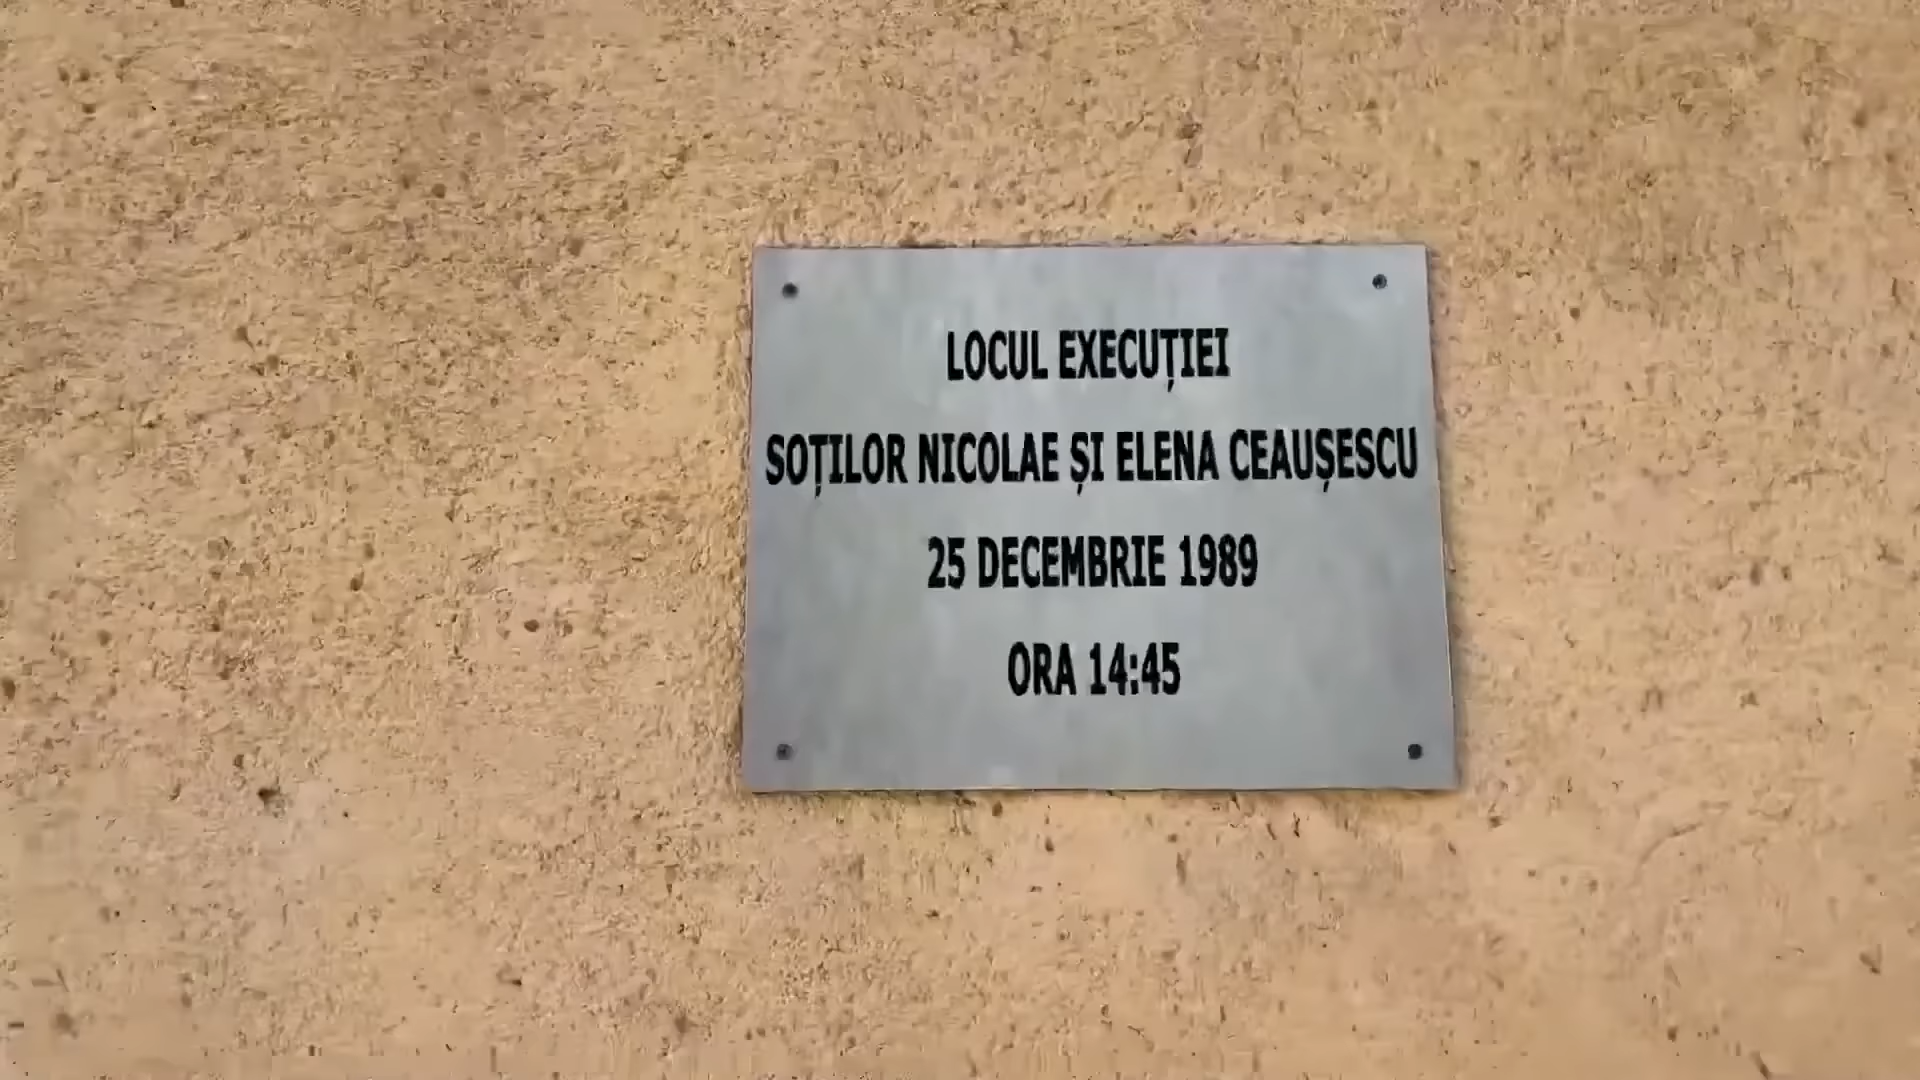 LOCUL EXECUȚIEI
SOȚILOR NICOLAE ȘI ELENA CEAUȘESCU
25 DECEMBRIE 1989
ORA 14:45